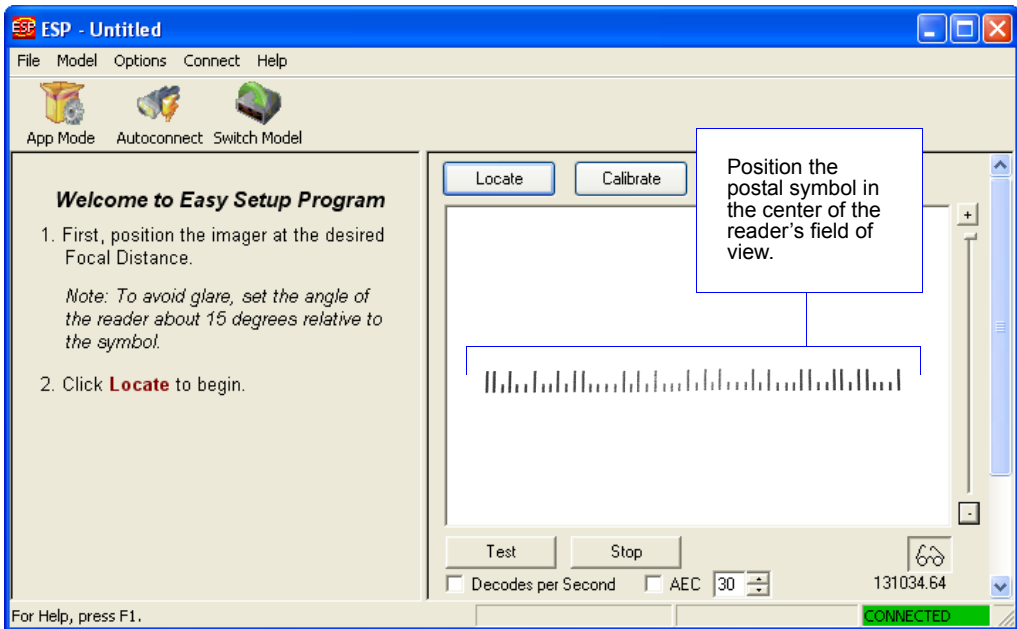 ESP - Untitled
File Model Options Connect Help
App Mode Autoconnect Switch Model
Welcome to Easy Setup Program
1. First, position the imager at the desired
Focal Distance.
Note: To avoid glare, set the angle of
the reader about 15 degrees relative to
the symbol.
2. Click Locate to begin.
Locate Calibrate
Position the
postal symbol in
the center of the
reader's field of
view.
+
-
Test Stop
Decodes per Second AEC 30 131034.64
For Help, press F1. CONNECTED